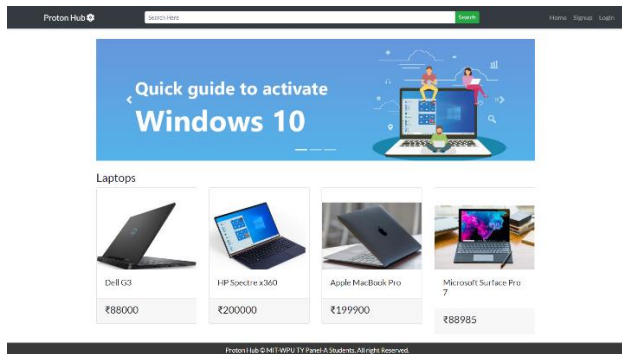 Proton Hub
Search Here
Search
Home Signup Login
Quick guide to activate
Windows 10
Laptops
Dell G3
HP Spectre x360
Apple MacBook Pro
Microsoft Surface Pro
7
₹88000
₹200000
₹199900
₹88985
Proton Hub © MIT-WPU TY Panel-A Students. All right Reserved.